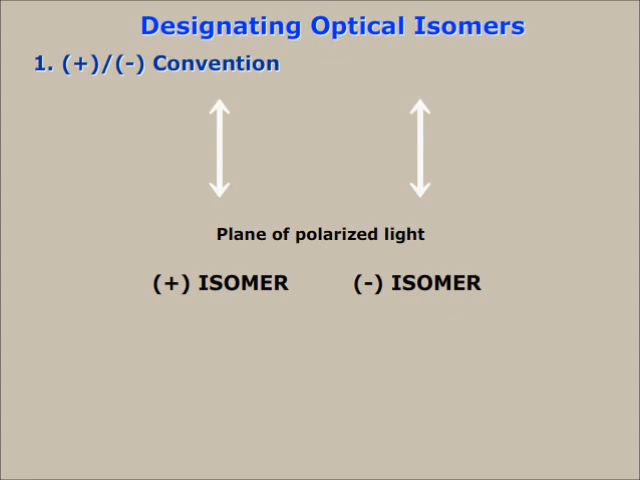 Designating Optical Isomers
1. (+)/(-) Convention
Plane of polarized light
(+) ISOMER (-) ISOMER